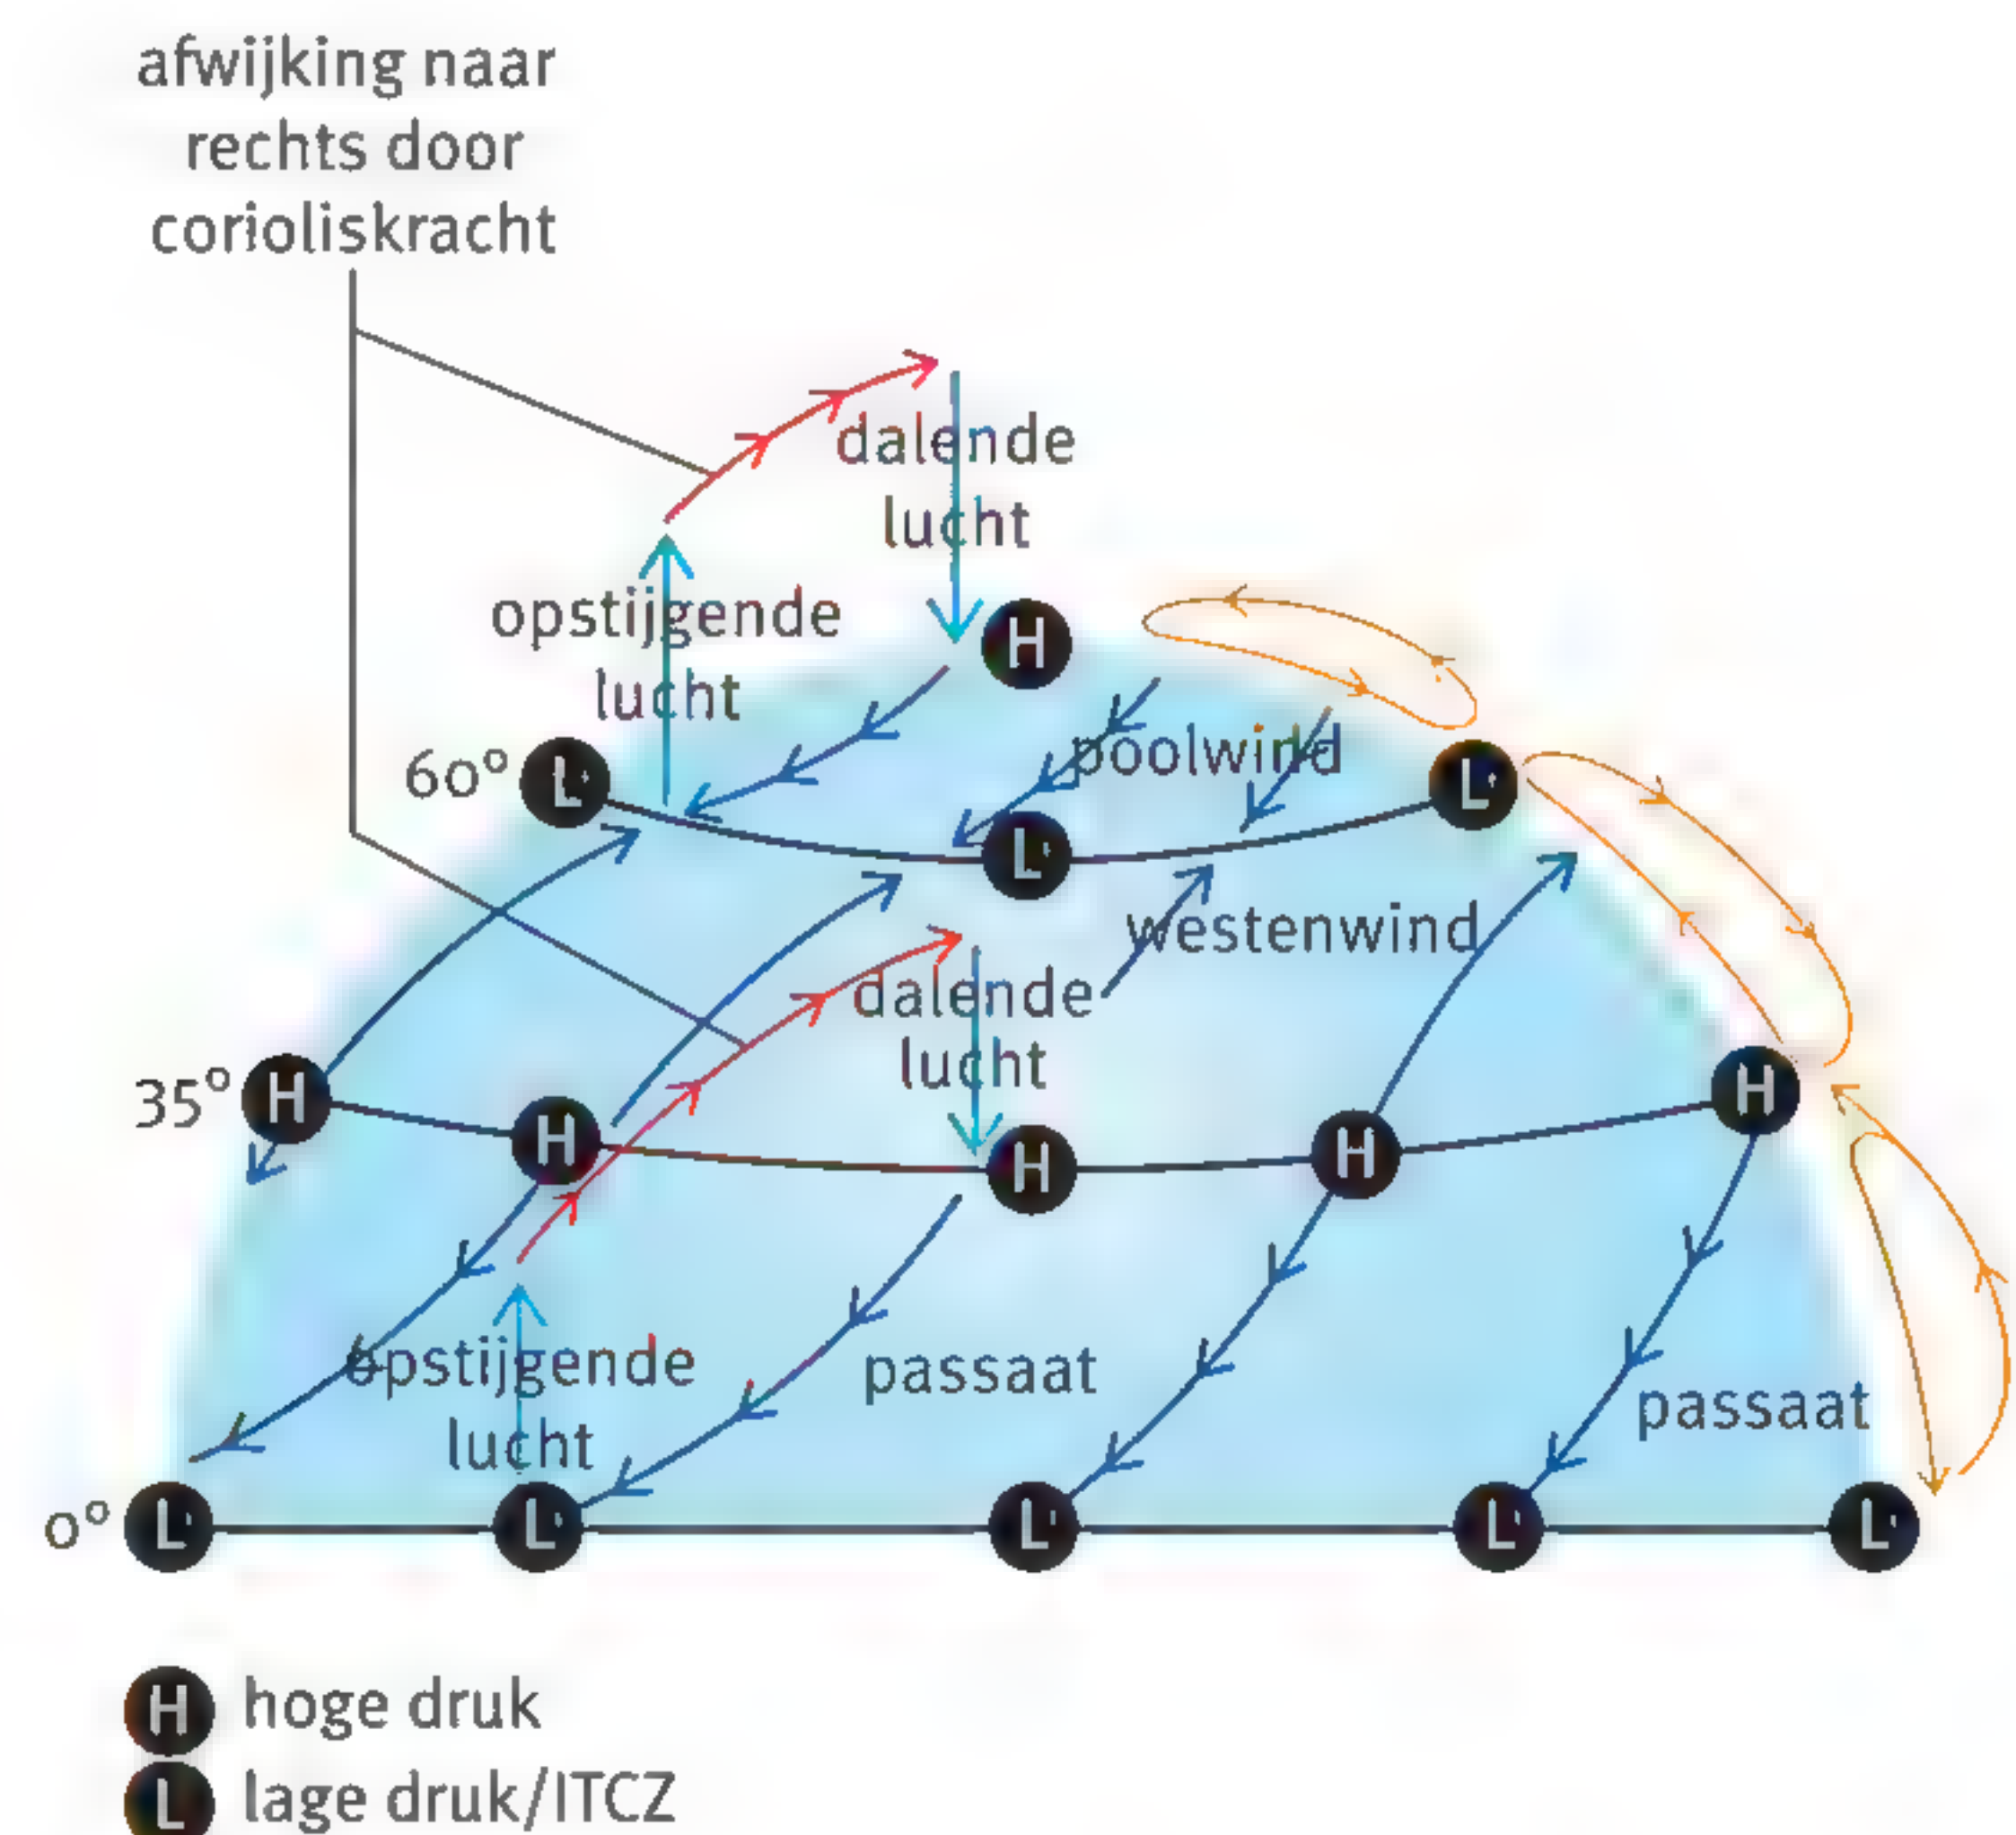 afwijking naar
rechts door
corioliskracht
dalende
lucht
opstijgende
lucht
H
60°
L
poolwind
L
L
westenwind
dalende
lucht
35°
H
H
H
H
H
opstijgende
lucht
passaat
passaat
0°
L
L
L
L
L
H hoge druk
L lage druk/ITCZ